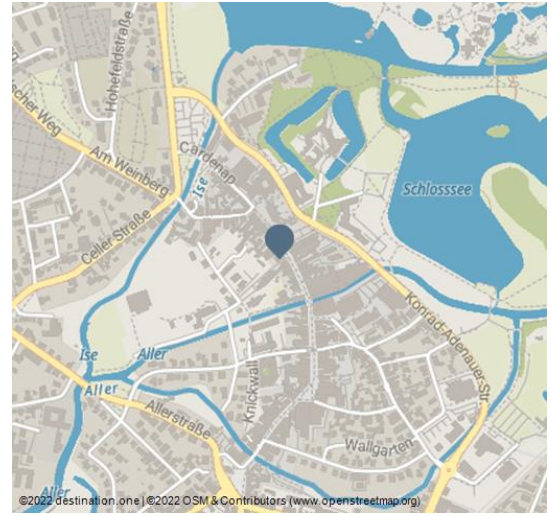 Hohefeldstraße
scher Weg
Am Weinberg
Cardenap
Ise
Celler Straße
Schlosssee
Konrad-Adenauer-Str
Ise
Aller
Aller
Allerstraße
Knickwall
Wallgarten
Aller
©2022 destination.one | ©2022 OSM & Contributors (www.openstreetmap.org)